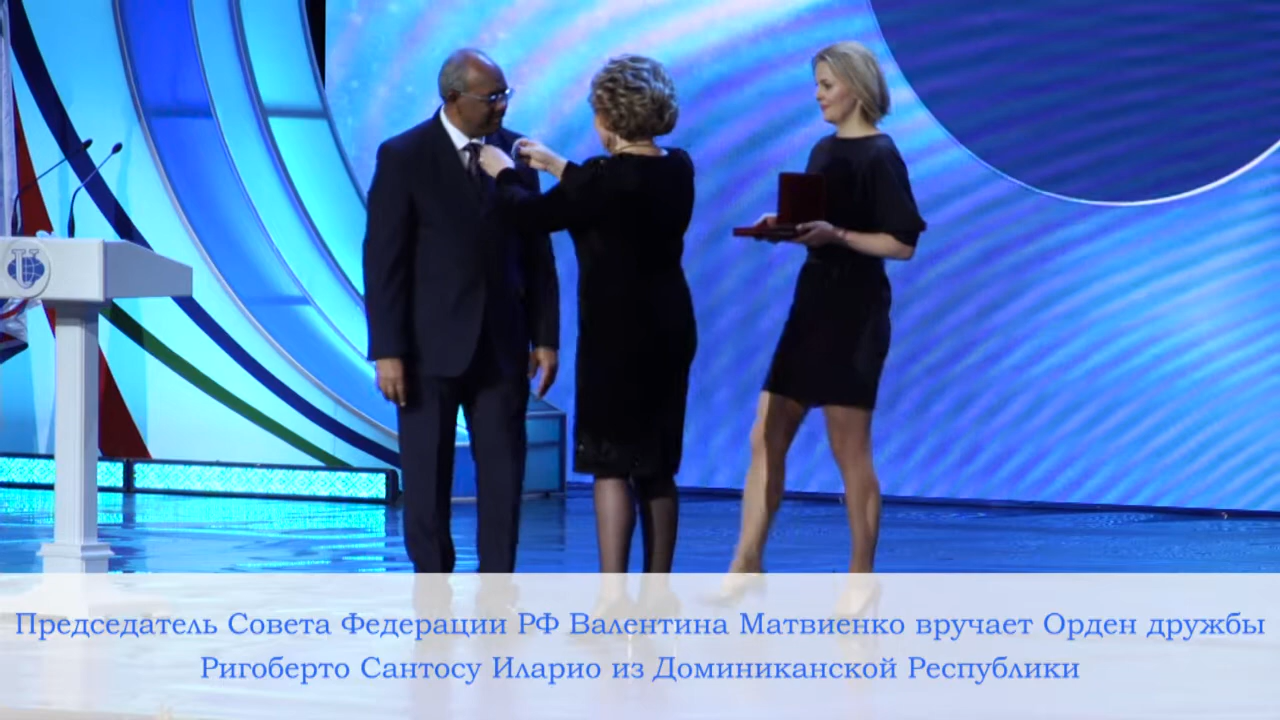 Председатель Совета Федерации РФ Валентина Матвиенко вручает Орден дружбы
Ригоберто Сантосу Иларио из Доминиканской Республики